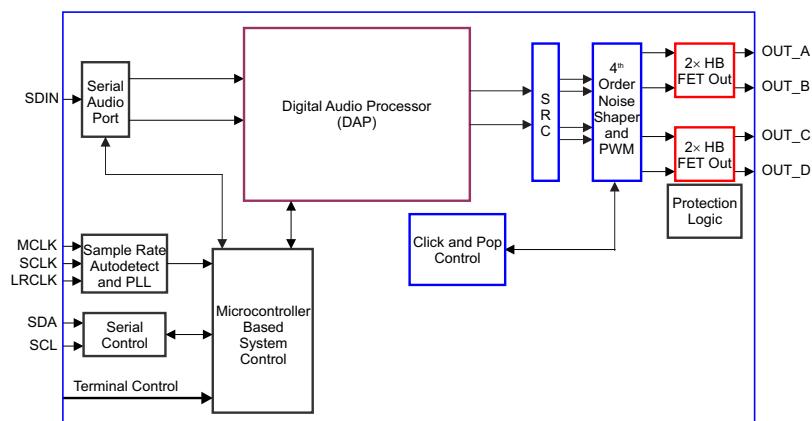 SDIN
Serial
Audio
Port
Digital Audio Processor
(DAP)
S
R
C
4th
Order
Noise
Shaper
and
PWM
2× HB
FET Out
OUT_A
OUT_B
2× HB
FET Out
OUT_C
OUT_D
Protection
Logic
Click and Pop
Control
MCLK
SCLK
LRCLK
Sample Rate
Autodetect
and PLL
Microcontroller
Based
System
Control
SDA
SCL
Serial
Control
Terminal Control